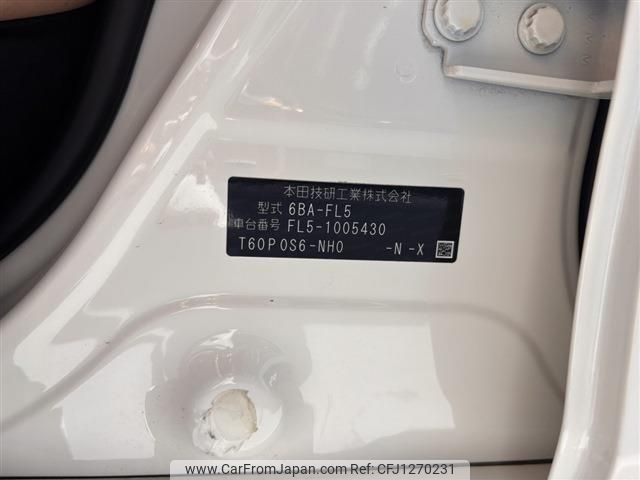 本田技研工業株式会社
型式 6BA-FL5
車台番号 FL5-1005430
T60P0S6-NH0 -N -X
www.CarFromJapan.com - CFJ1270231